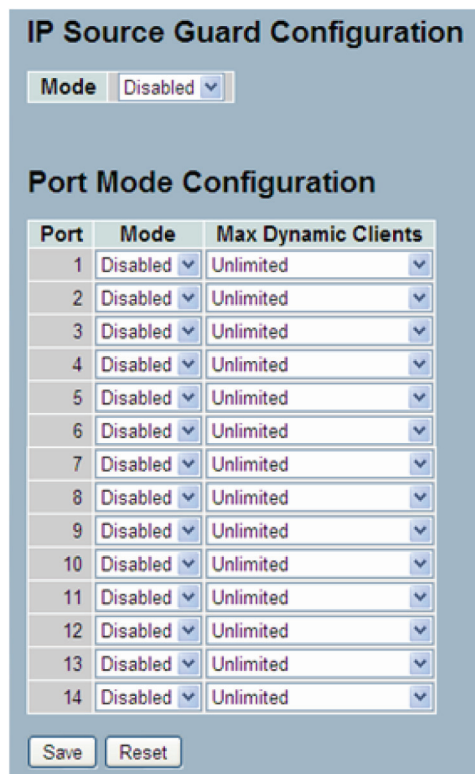 IP Source Guard Configuration
Mode Disabled
Port Mode Configuration
Port Mode Max Dynamic Clients
1 Disabled Unlimited
2 Disabled Unlimited
3 Disabled Unlimited
4 Disabled Unlimited
5 Disabled Unlimited
6 Disabled Unlimited
7 Disabled Unlimited
8 Disabled Unlimited
9 Disabled Unlimited
10 Disabled Unlimited
11 Disabled Unlimited
12 Disabled Unlimited
13 Disabled Unlimited
14 Disabled Unlimited
Save Reset